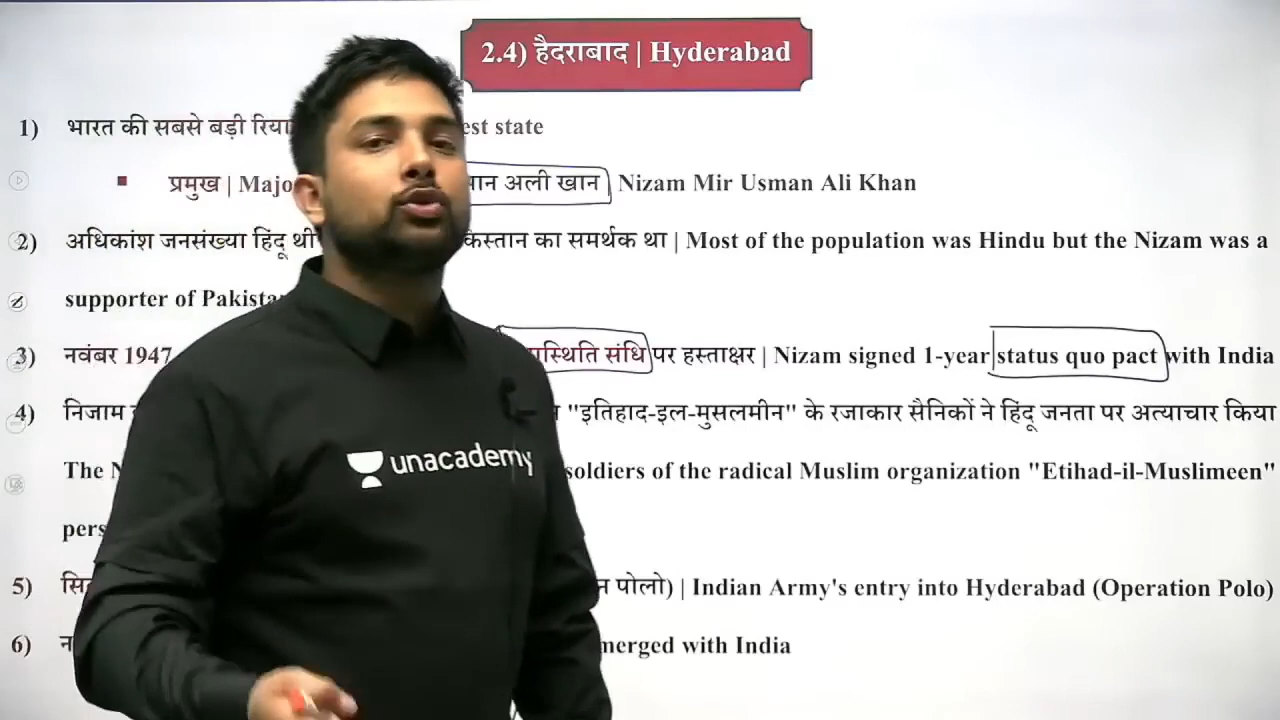 2.4) हैदराबाद | Hyderabad
1) भारत की सबसे बड़ी state
प्रमुख | अली खान Nizam Mir Usman Ali Khan
2) अधिकांश जनसंख्या हिंदू थी का समर्थक था | Most of the population was Hindu but the Nizam was a
supporter of
3) नवंबर 1947 संधि पर हस्ताक्षर | Nizam signed 1-year status quo pact with India
4) निजाम "इतिहाद-इल-मुसलमीन" के रजाकार सैनिकों ने हिंदू जनता पर अत्याचार किया
The soldiers of the radical Muslim organization "Etihad-il-Muslimeen"
unacademy
5) पोलो) | Indian Army's entry into Hyderabad (Operation Polo)
6) merged with India